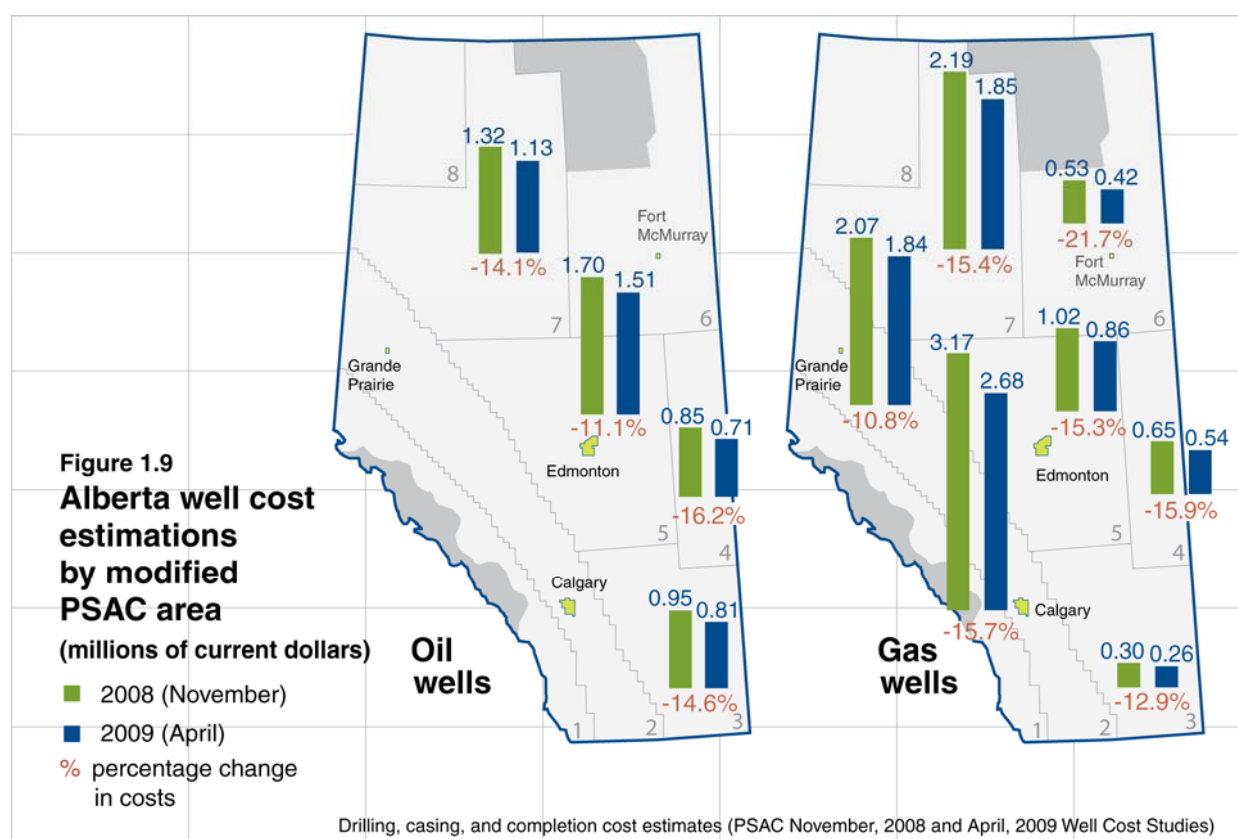 Figure 1.9
Alberta well cost
estimations
by modified
PSAC area
(millions of current dollars)
2008 (November)
2009 (April)
% percentage change
in costs
Oil
wells
1.32
1.13
-14.1%
8
Fort
McMurray
1.70
1.51
-11.1%
7
6
Grande
Prairie
Edmonton
0.85
0.71
-16.2%
5
4
Calgary
0.95
0.81
-14.6%
1
2
3
Gas
wells
2.19
1.85
-15.4%
8
0.53
0.42
-21.7%
Fort
McMurray
2.07
1.84
-10.8%
7
6
Grande
Prairie
3.17
2.68
-15.7%
1.02
0.86
-15.3%
Edmonton
0.65
0.54
-15.9%
5
4
Calgary
0.30
0.26
-12.9%
1
2
3
Drilling, casing, and completion cost estimates (PSAC November, 2008 and April, 2009 Well Cost Studies)